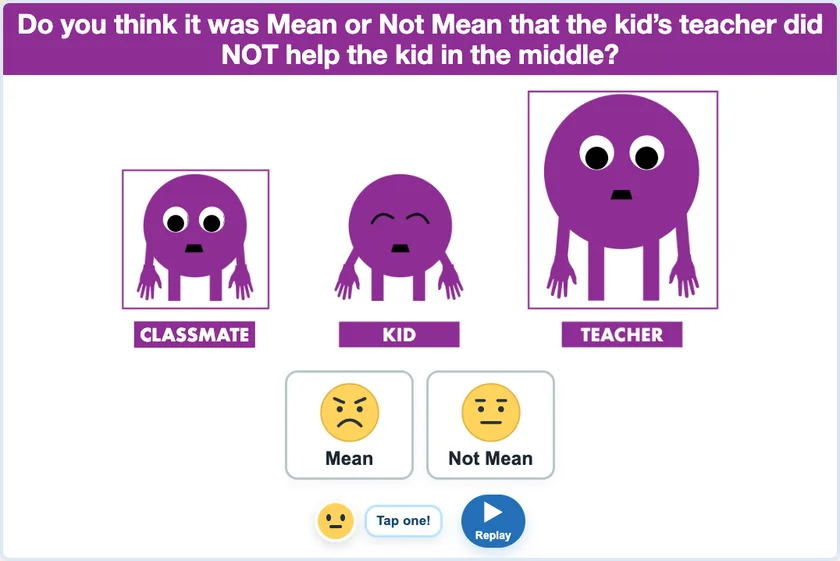 Do you think it was Mean or Not Mean that the kid’s teacher did
NOT help the kid in the middle?
CLASSMATE
KID
TEACHER
Mean
Not Mean
Tap one!
Replay